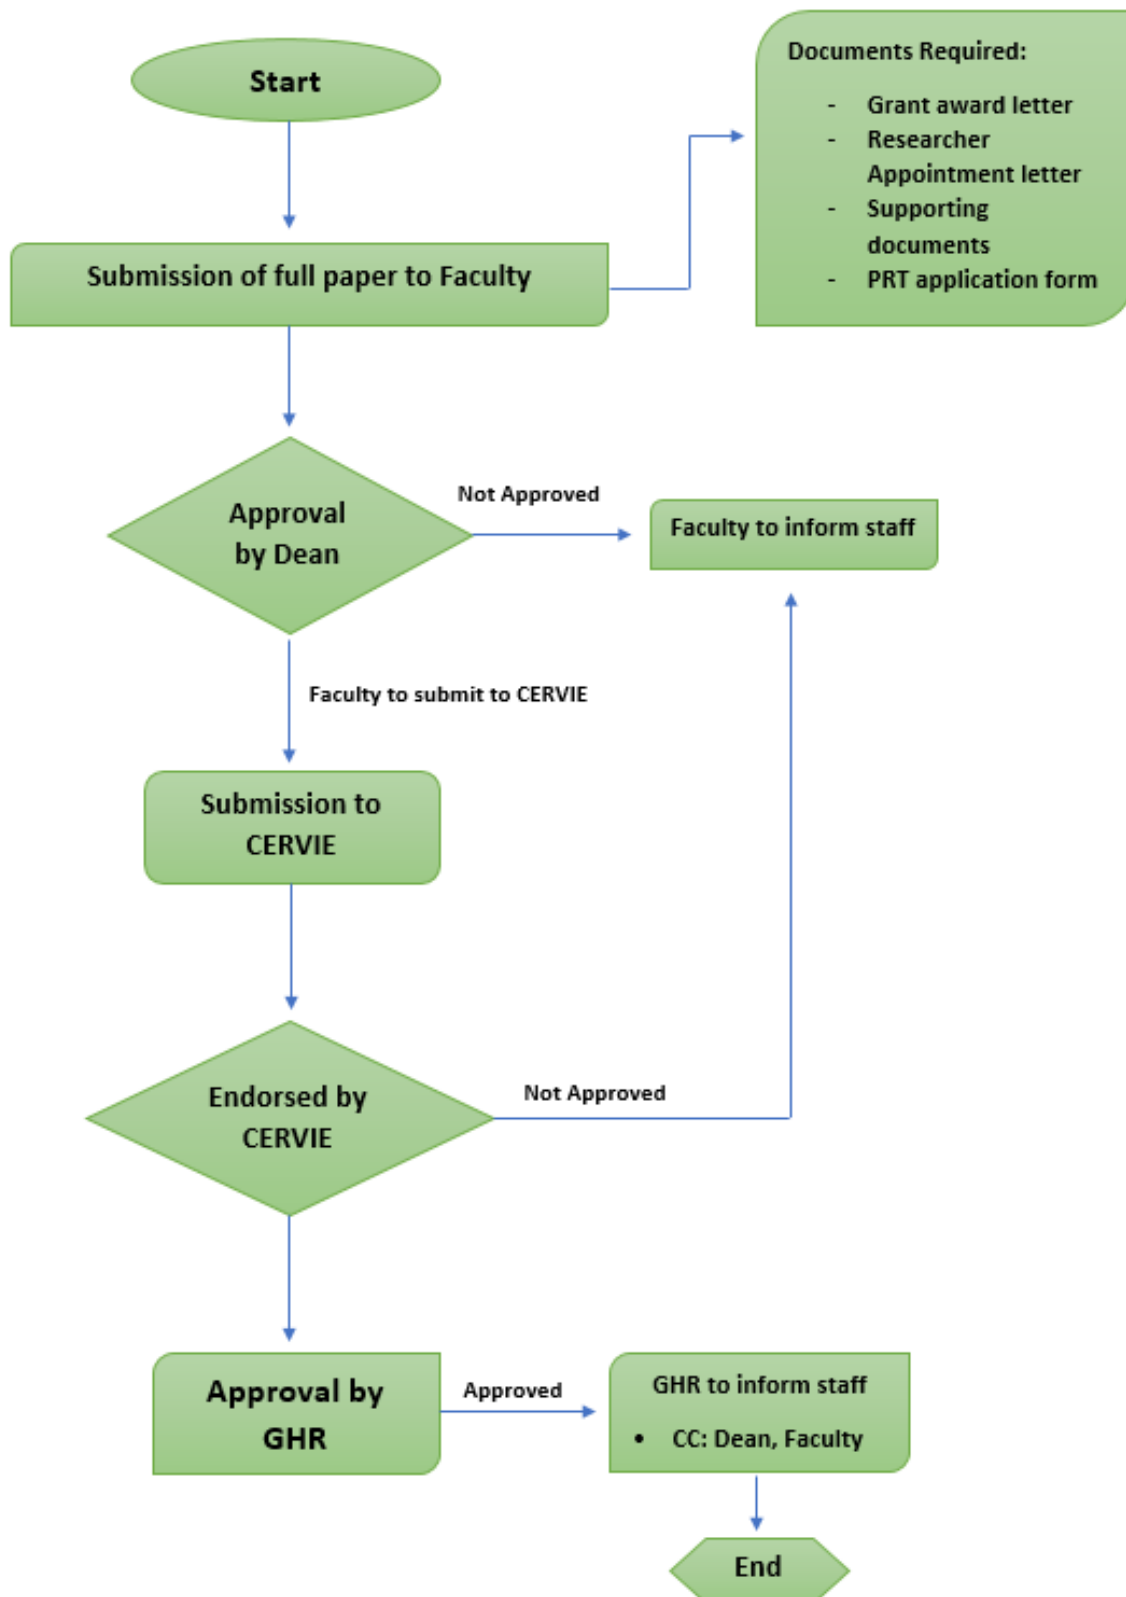 Start
Documents Required:
- Grant award letter
- Researcher
Appointment letter
- Supporting
documents
- PRT application form
Submission of full paper to Faculty
Approval
by Dean
Not Approved
Faculty to inform staff
Faculty to submit to CERVIE
Submission to
CERVIE
Endorsed by
CERVIE
Not Approved
Approval by
GHR
Approved
GHR to inform staff
• CC: Dean, Faculty
End